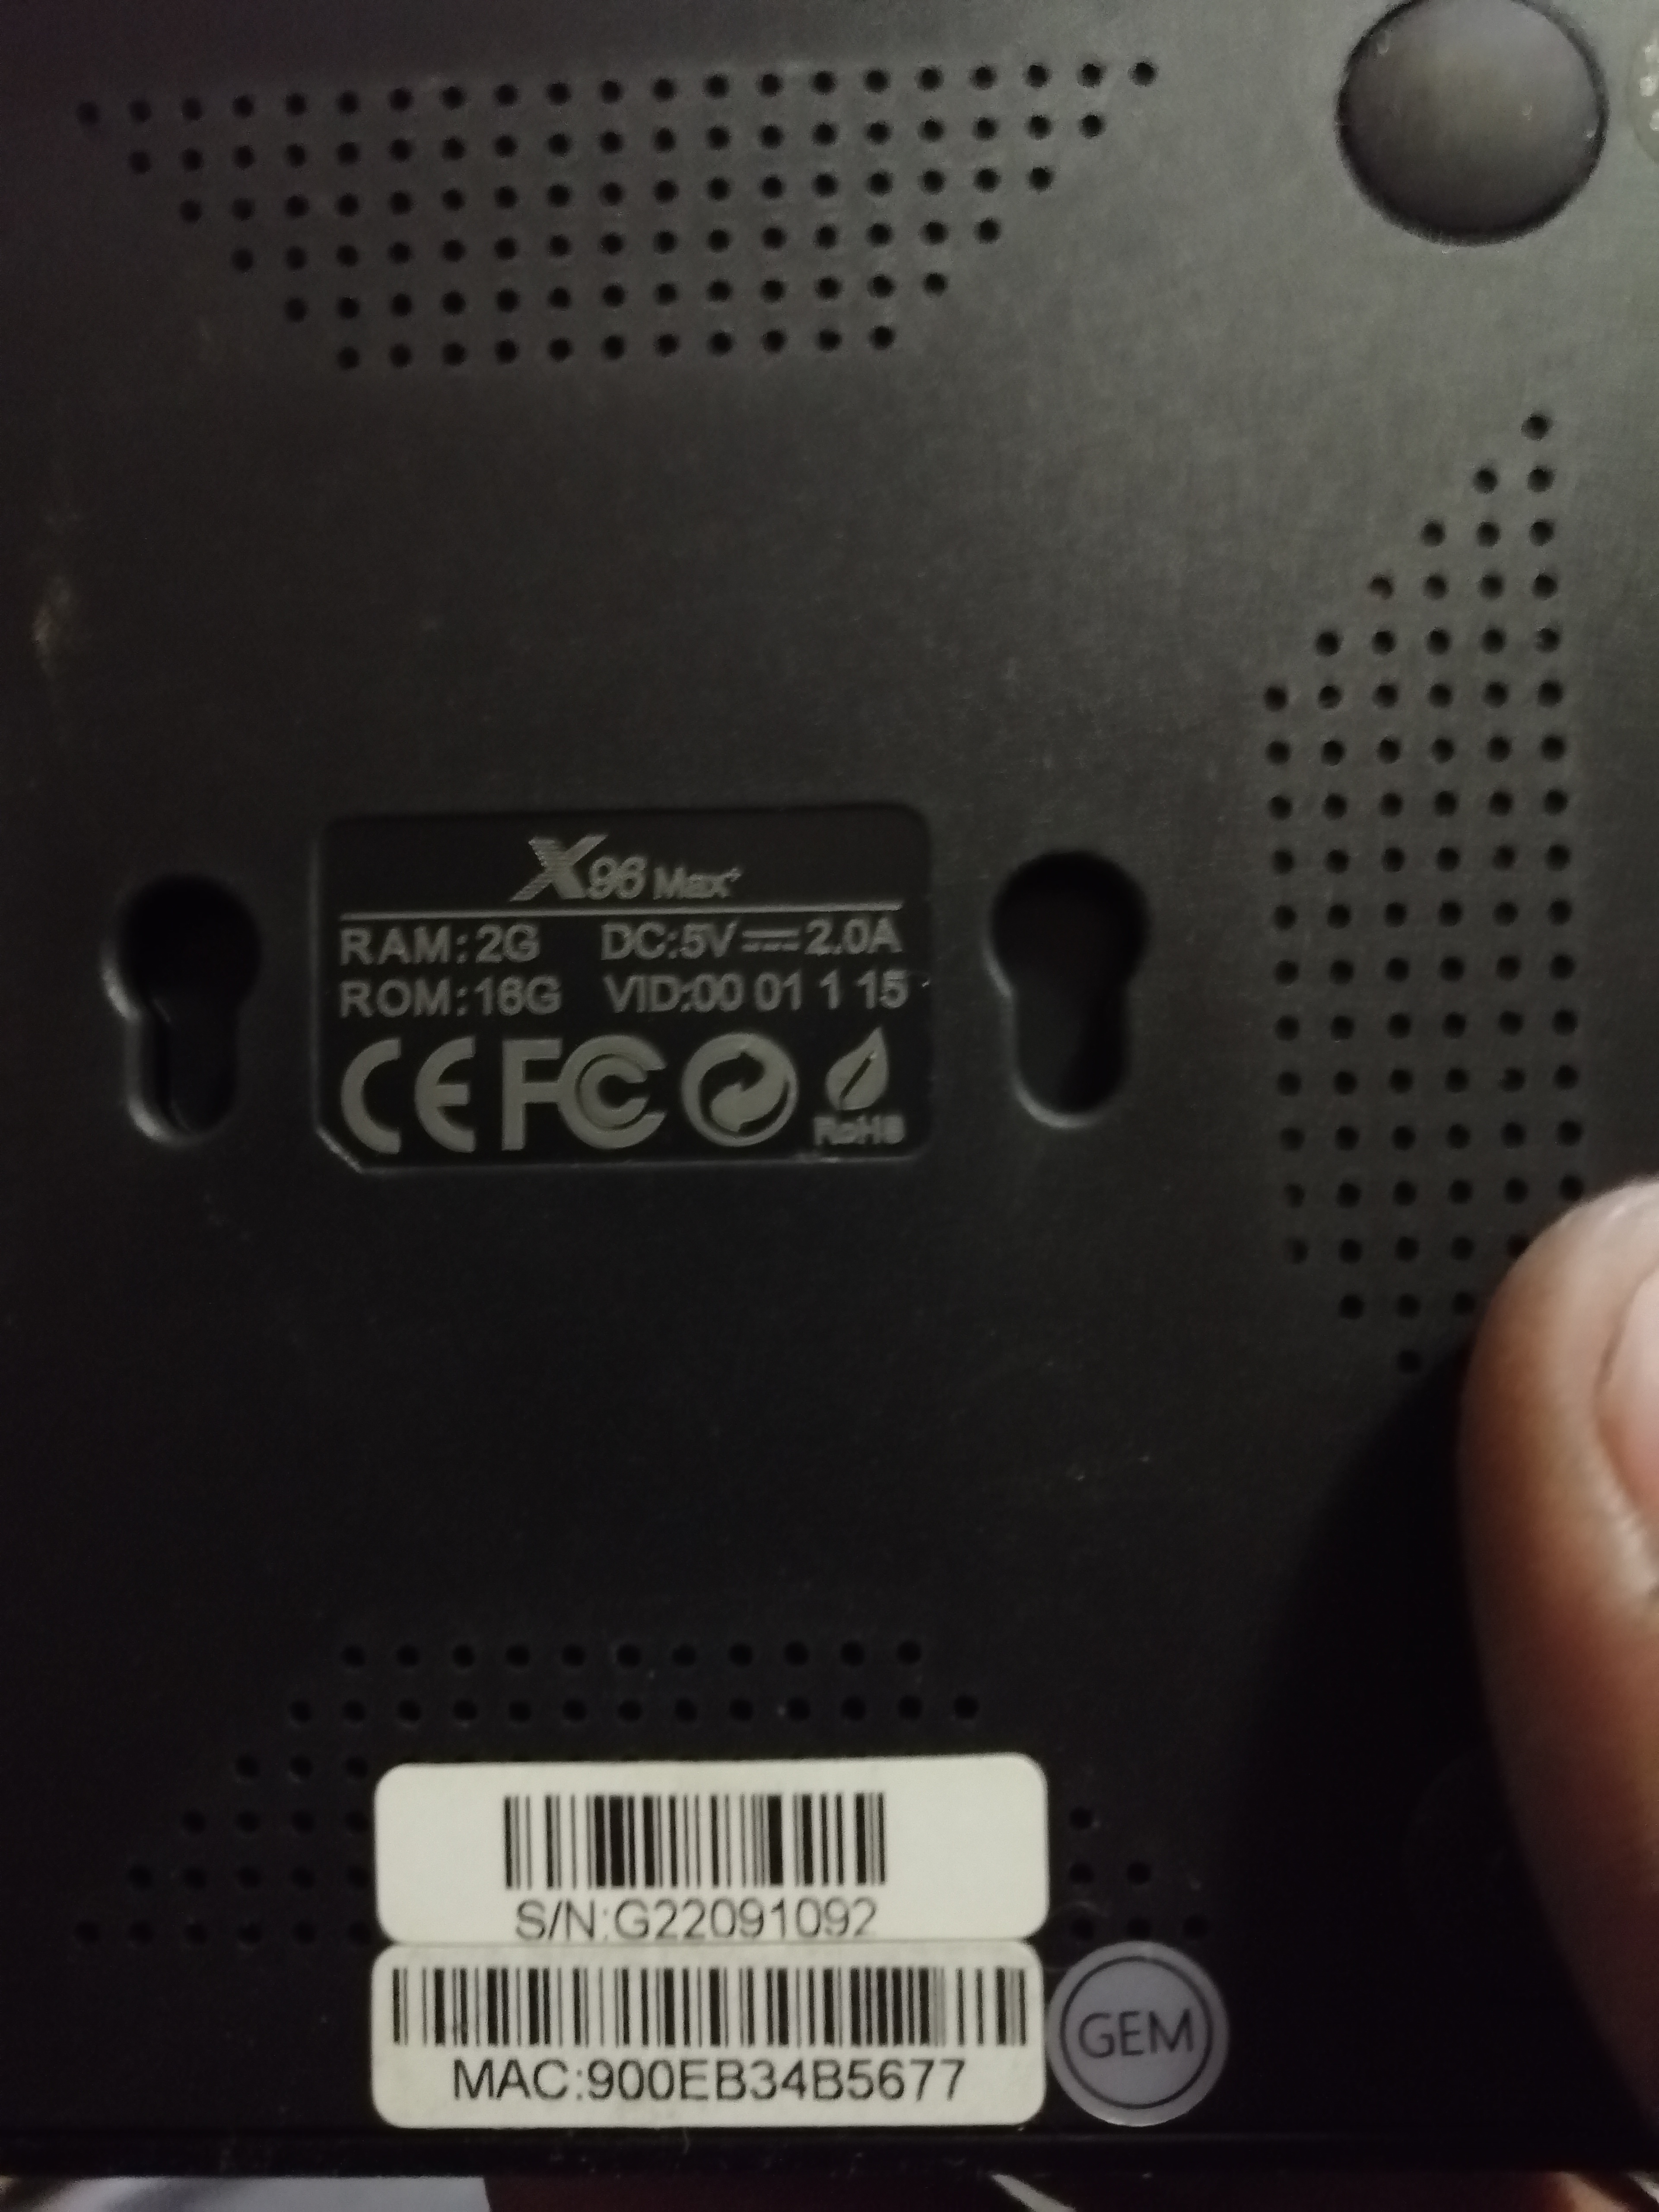 X96 Max+
RAM:2G DC:5V⎓2.0A
ROM:16G VID:00 01 1 15
CE FC
RoHS
S/N:G22091092
MAC:900EB34B5677
GEM